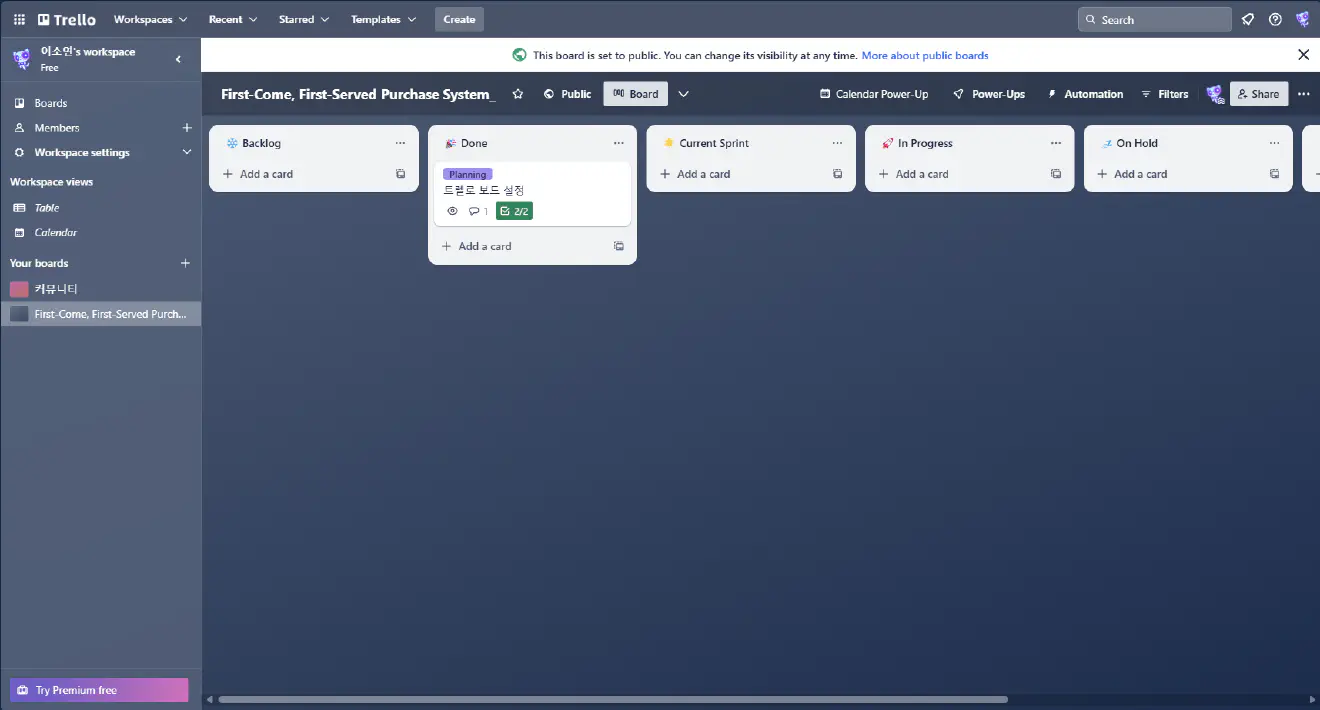 Trello
Workspaces
Recent
Starred
Templates
Create
Search
이소인's workspace
Free
This board is set to public. You can change its visibility at any time. More about public boards
First-Come, First-Served Purchase System_
Public
Board
Calendar Power-Up
Power-Ups
Automation
Filters
Share
Boards
Members
Workspace settings
Workspace views
Table
Calendar
Your boards
커뮤니티
First-Come, First-Served Purch...
Try Premium free
Backlog
Add a card
Done
Planning
트렐로 보드 설정
1
2/2
Add a card
Current Sprint
Add a card
In Progress
Add a card
On Hold
Add a card